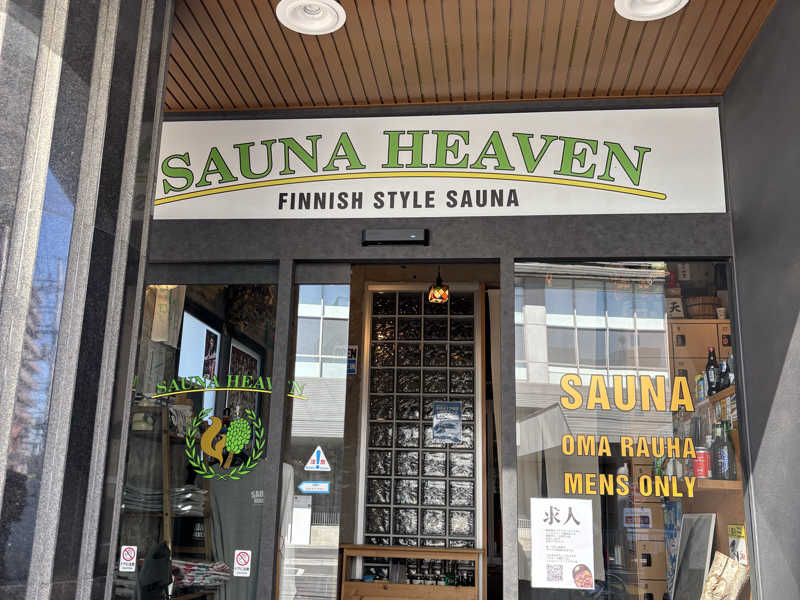 SAUNA HEAVEN
FINNISH STYLE SAUNA
SAUNA HEAVEN
SAUNA
OMA RAUHA
MENS ONLY
求人